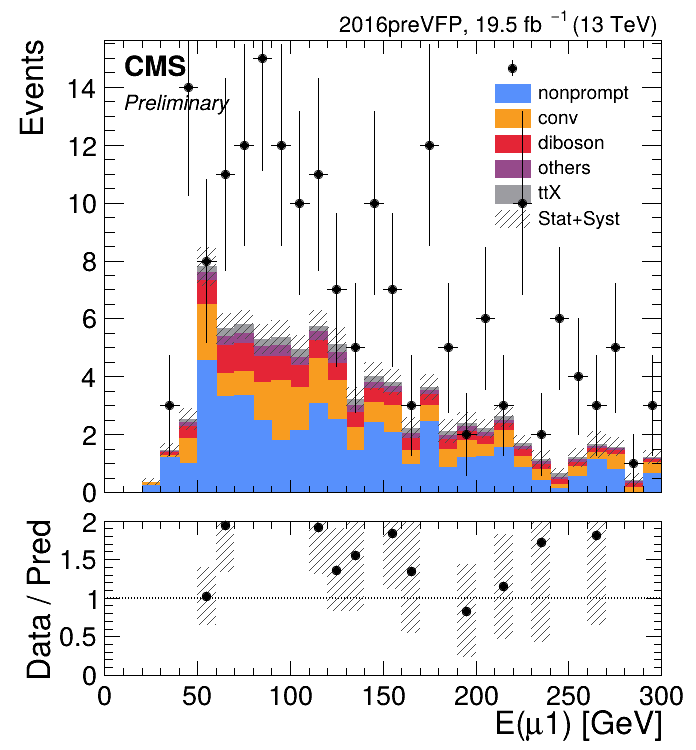 2016preVFP, 19.5 fb⁻¹ (13 TeV)
CMS
Preliminary
nonprompt
conv
diboson
others
ttX
Stat+Syst
Events
14
12
10
8
6
4
2
0
Data / Pred
2
1.5
1
0.5
0
0 50 100 150 200 250 300
E(μ1) [GeV]